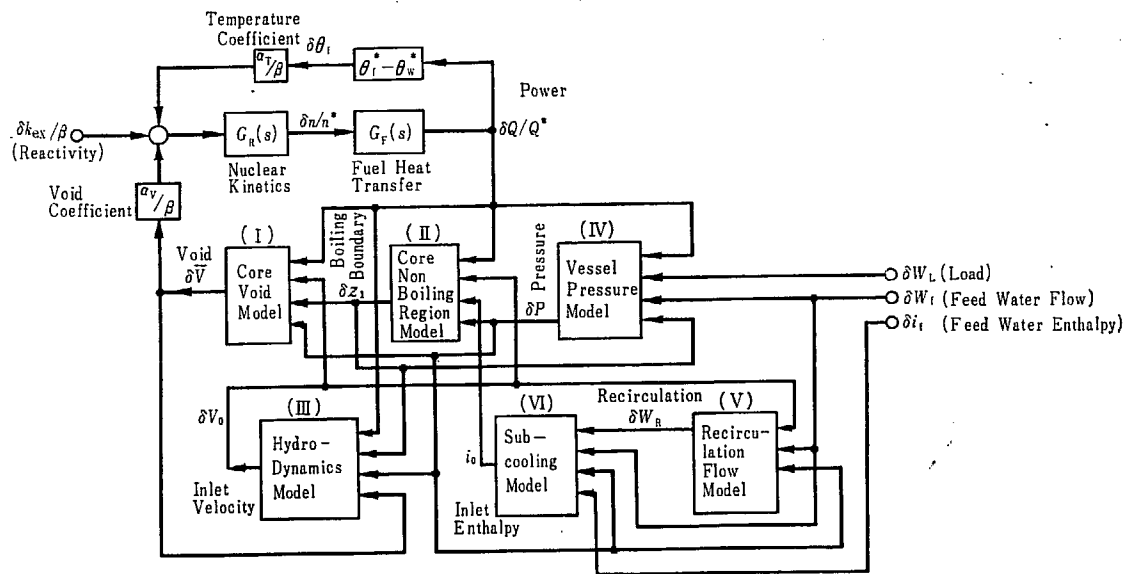 Temperature
Coefficient
δθf
αT/β
θf*−θw*
Power
δkex/β
(Reactivity)
GR(s)
δn/n*
GF(s)
δQ/Q*
Nuclear
Kinetics
Fuel Heat
Transfer
Void
Coefficient
αV/β
Void
δV̄
(I)
Core
Void
Model
Boiling
Boundary
δz1
(II)
Core
Non
Boiling
Region
Model
Pressure
δP
(IV)
Vessel
Pressure
Model
δWL (Load)
δWf (Feed Water Flow)
δif (Feed Water Enthalpy)
δV0
Inlet
Velocity
(III)
Hydro-
Dynamics
Model
i0
Inlet
Enthalpy
(VI)
Sub-
cooling
Model
Recirculation
δWR
(V)
Recircu-
lation
Flow
Model